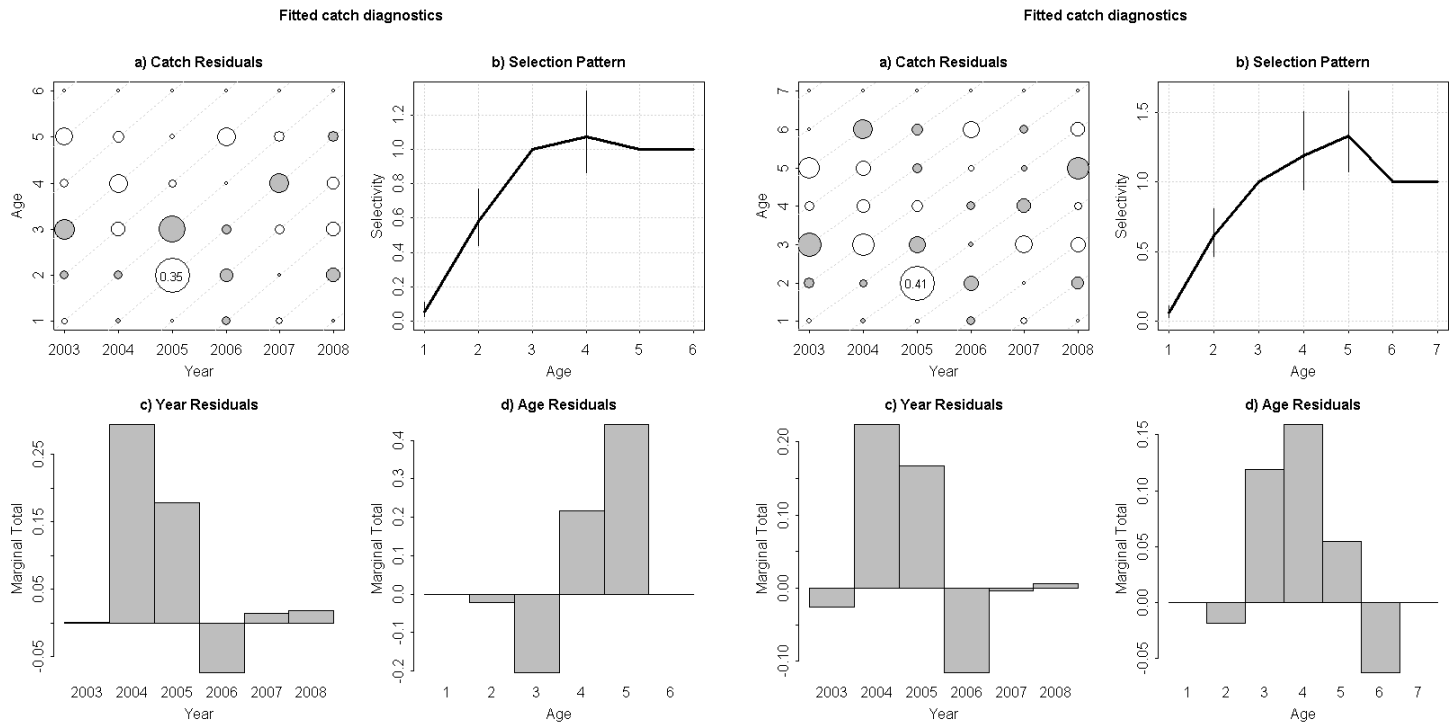 Fitted catch diagnostics
a) Catch Residuals
6
5
4
3
2
1
Age
0.35
2003 2004 2005 2006 2007 2008
Year
b) Selection Pattern
1.2
1.0
0.8
0.6
0.4
0.2
0.0
Selectivity
1 2 3 4 5 6
Age
c) Year Residuals
0.25
0.15
0.05
-0.05
Marginal Total
2003 2004 2005 2006 2007 2008
Year
d) Age Residuals
0.4
0.3
0.2
0.1
0.0
-0.1
-0.2
Marginal Total
1 2 3 4 5 6
Age
Fitted catch diagnostics
a) Catch Residuals
7
6
5
4
3
2
1
Age
0.41
2003 2004 2005 2006 2007 2008
Year
b) Selection Pattern
1.5
1.0
0.5
0.0
Selectivity
1 2 3 4 5 6 7
Age
c) Year Residuals
0.20
0.10
0.00
-0.10
Marginal Total
2003 2004 2005 2006 2007 2008
Year
d) Age Residuals
0.15
0.10
0.05
0.00
-0.05
Marginal Total
1 2 3 4 5 6 7
Age